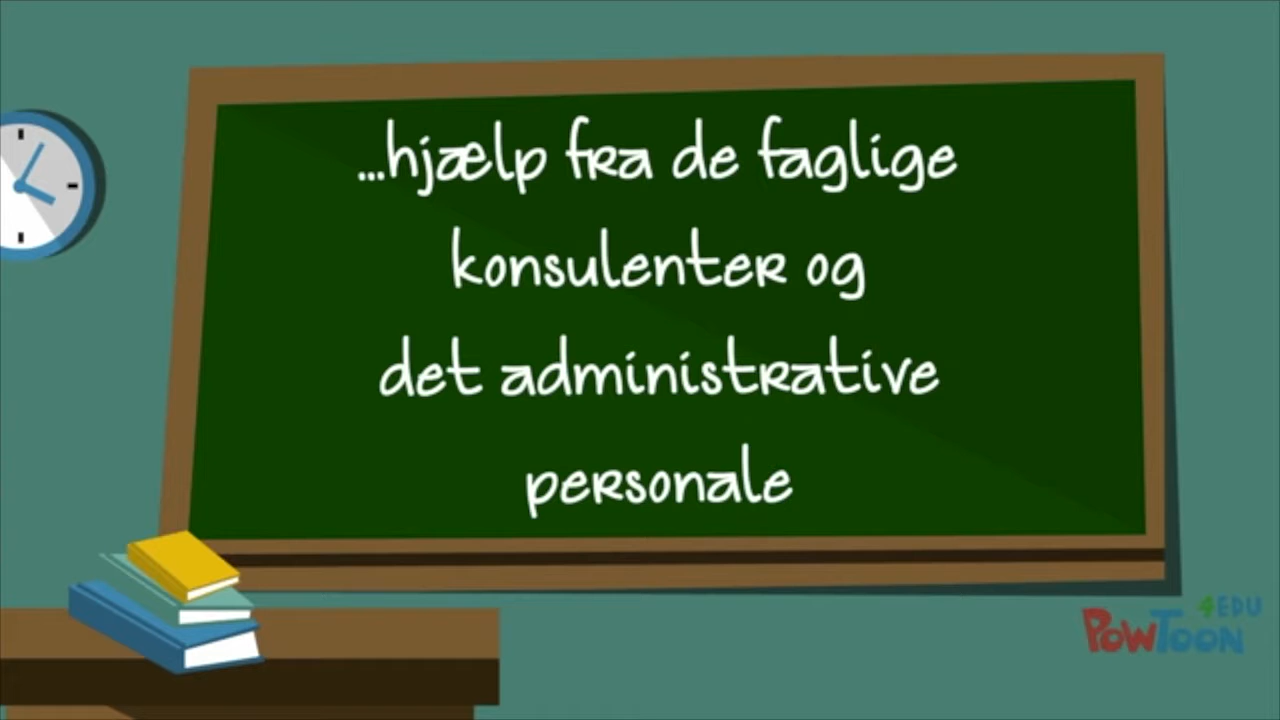 ...hjælp fra de faglige
konsulenter og
det administrative
personale
4EDU
PowToon